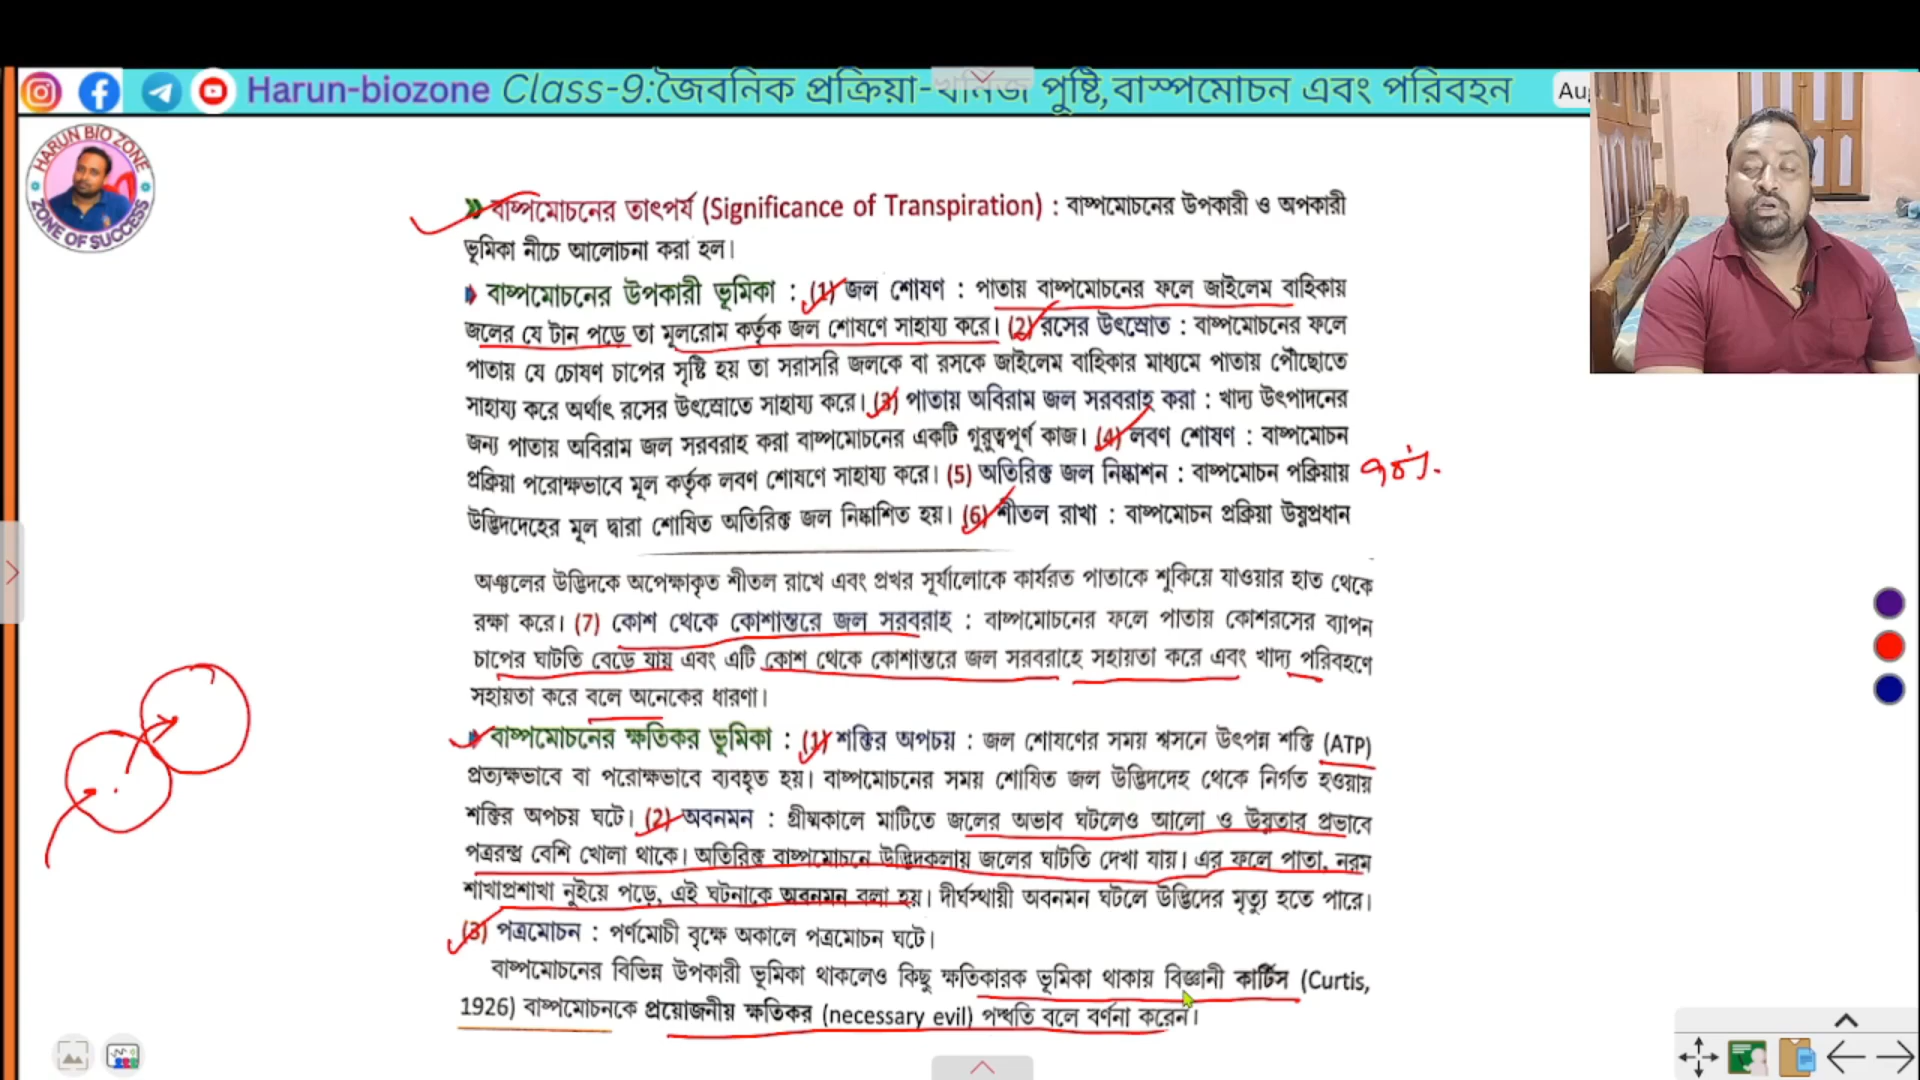 Harun-biozone Class-9:জৈবনিক প্রক্রিয়া-খনিজ পুষ্টি,বাস্পমোচন এবং পরিবহন
Au
HARUN BIO ZONE
ZONE OF SUCCESS
বাষ্পমোচনের তাৎপর্য (Significance of Transpiration) : বাষ্পমোচনের উপকারী ও অপকারী
ভূমিকা নীচে আলোচনা করা হল।
বাষ্পমোচনের উপকারী ভূমিকা : (1) জল শোষণ : পাতায় বাষ্পমোচনের ফলে জাইলেম বাহিকায়
জলের যে টান পড়ে তা মূলরোম কর্তৃক জল শোষণে সাহায্য করে। (2) রসের উৎস্রোত : বাষ্পমোচনের ফলে
পাতায় যে চোষণ চাপের সৃষ্টি হয় তা সরাসরি জলকে বা রসকে জাইলেম বাহিকার মাধ্যমে পাতায় পৌঁছোতে
সাহায্য করে অর্থাৎ রসের উৎস্রোতে সাহায্য করে। (3) পাতায় অবিরাম জল সরবরাহ করা : খাদ্য উৎপাদনের
জন্য পাতায় অবিরাম জল সরবরাহ করা বাষ্পমোচনের একটি গুরুত্বপূর্ণ কাজ। (4) লবণ শোষণ : বাষ্পমোচন
প্রক্রিয়া পরোক্ষভাবে মূল কর্তৃক লবণ শোষণে সাহায্য করে। (5) অতিরিক্ত জল নিষ্কাশন : বাষ্পমোচন পক্রিয়ায়
উদ্ভিদদেহের মূল দ্বারা শোষিত অতিরিক্ত জল নিষ্কাশিত হয়। (6) শীতল রাখা : বাষ্পমোচন প্রক্রিয়া উষ্ণপ্রধান
অঞ্চলের উদ্ভিদকে অপেক্ষাকৃত শীতল রাখে এবং প্রখর সূর্যালোকে কার্যরত পাতাকে শুকিয়ে যাওয়ার হাত থেকে
রক্ষা করে। (7) কোশ থেকে কোশান্তরে জল সরবরাহ : বাষ্পমোচনের ফলে পাতায় কোশরসের ব্যাপন
চাপের ঘাটতি বেড়ে যায় এবং এটি কোশ থেকে কোশান্তরে জল সরবরাহে সহায়তা করে এবং খাদ্য পরিবহণে
সহায়তা করে বলে অনেকের ধারণা।
বাষ্পমোচনের ক্ষতিকর ভূমিকা : (1) শক্তির অপচয় : জল শোষণের সময় শ্বসনে উৎপন্ন শক্তি (ATP)
প্রত্যক্ষভাবে বা পরোক্ষভাবে ব্যবহৃত হয়। বাষ্পমোচনের সময় শোষিত জল উদ্ভিদদেহ থেকে নির্গত হওয়ায়
শক্তির অপচয় ঘটে। (2) অবনমন : গ্রীষ্মকালে মাটিতে জলের অভাব ঘটলেও আলো ও উষ্ণতার প্রভাবে
পত্ররন্ধ্র বেশি খোলা থাকে। অতিরিক্ত বাষ্পমোচনে উদ্ভিদকলায় জলের ঘাটতি দেখা যায়। এর ফলে পাতা, নরম
শাখাপ্রশাখা নুইয়ে পড়ে, এই ঘটনাকে অবনমন বলা হয়। দীর্ঘস্থায়ী অবনমন ঘটলে উদ্ভিদের মৃত্যু হতে পারে।
(3) পত্রমোচন : পর্ণমোচী বৃক্ষে অকালে পত্রমোচন ঘটে।
বাষ্পমোচনের বিভিন্ন উপকারী ভূমিকা থাকলেও কিছু ক্ষতিকারক ভূমিকা থাকায় বিজ্ঞানী কার্টিস (Curtis,
1926) বাষ্পমোচনকে প্রয়োজনীয় ক্ষতিকর (necessary evil) পদ্ধতি বলে বর্ণনা করেন।